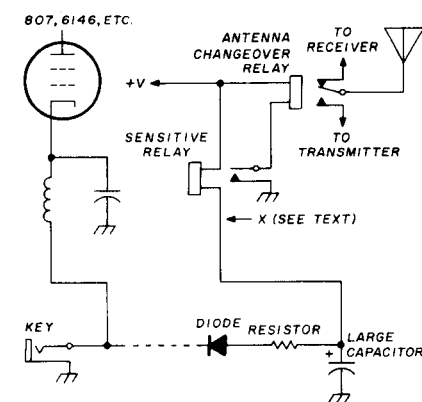 807, 6146, ETC.
ANTENNA
CHANGEOVER
RELAY
TO
RECEIVER
+V
SENSITIVE
RELAY
TO
TRANSMITTER
X (SEE TEXT)
KEY
DIODE
RESISTOR
LARGE
CAPACITOR
+